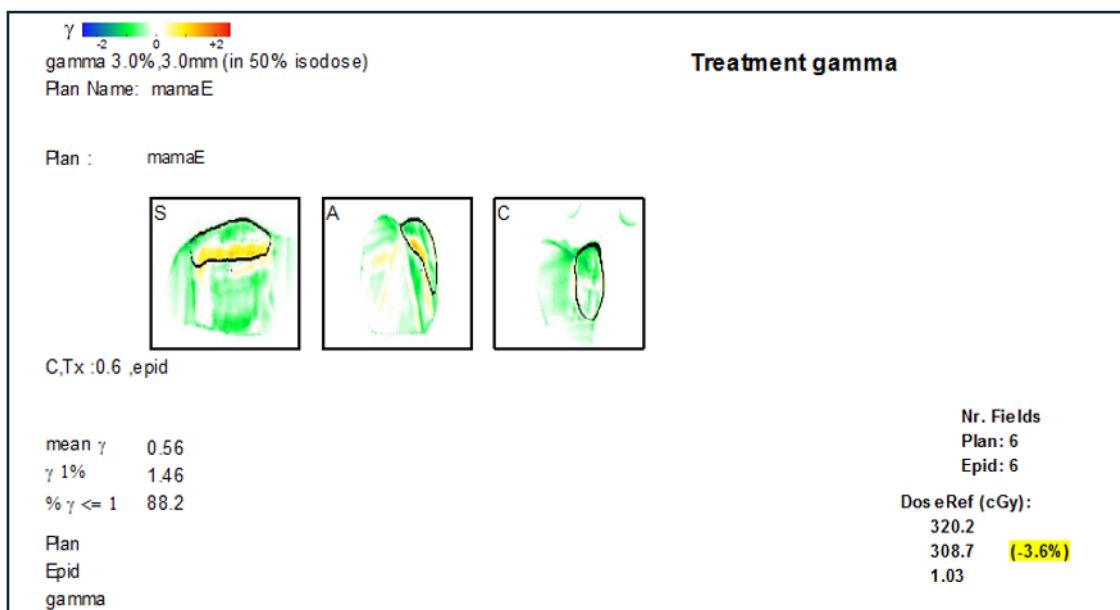 γ
-2 0 +2
gamma 3.0%,3.0mm (in 50% isodose)
Treatment gamma
Plan Name: mamaE
Plan : mamaE
S
A
C
C,Tx :0.6 ,epid
mean γ 0.56
γ 1% 1.46
% γ <= 1 88.2
Nr. Fields
Plan: 6
Epid: 6
DoseRef (cGy):
Plan 320.2
Epid 308.7 (-3.6%)
gamma 1.03